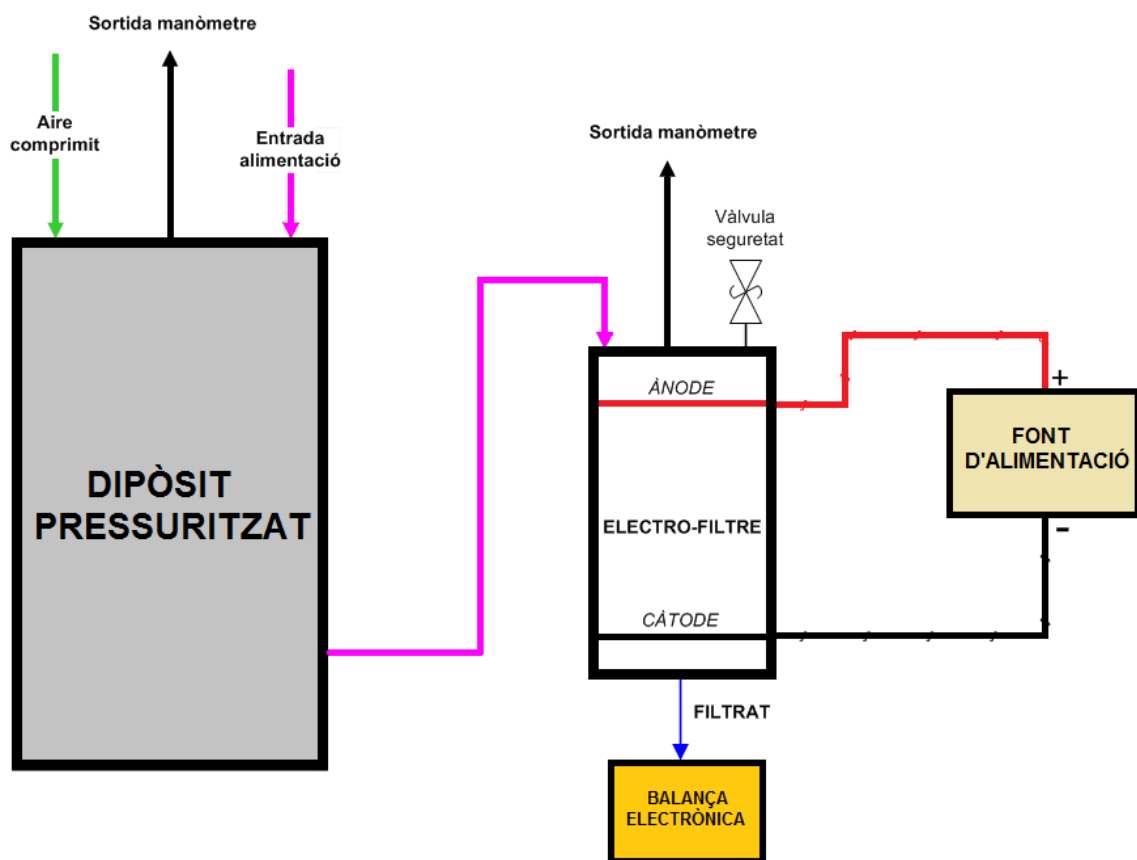 Sortida manòmetre
Aire
comprimit
Entrada
alimentació
Sortida manòmetre
Vàlvula
seguretat
ÀNODE
+
FONT
D'ALIMENTACIÓ
DIPÒSIT
PRESSURITZAT
ELECTRO-FILTRE
-
CÀTODE
FILTRAT
BALANÇA
ELECTRÒNICA